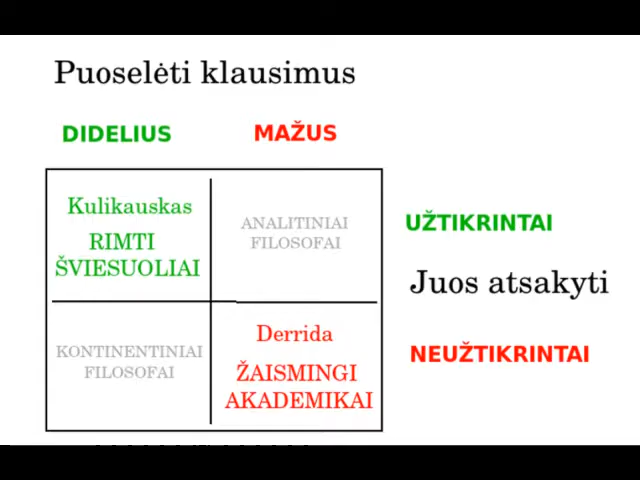 Puoselėti klausimus
DIDELIUS
MAŽUS
Kulikauskas
RIMTI
ŠVIESUOLIAI
ANALITINIAI
FILOSOFAI
UŽTIKRINTAI
Juos atsakyti
KONTINENTINIAI
FILOSOFAI
Derrida
ŽAISMINGI
AKADEMIKAI
NEUŽTIKRINTAI